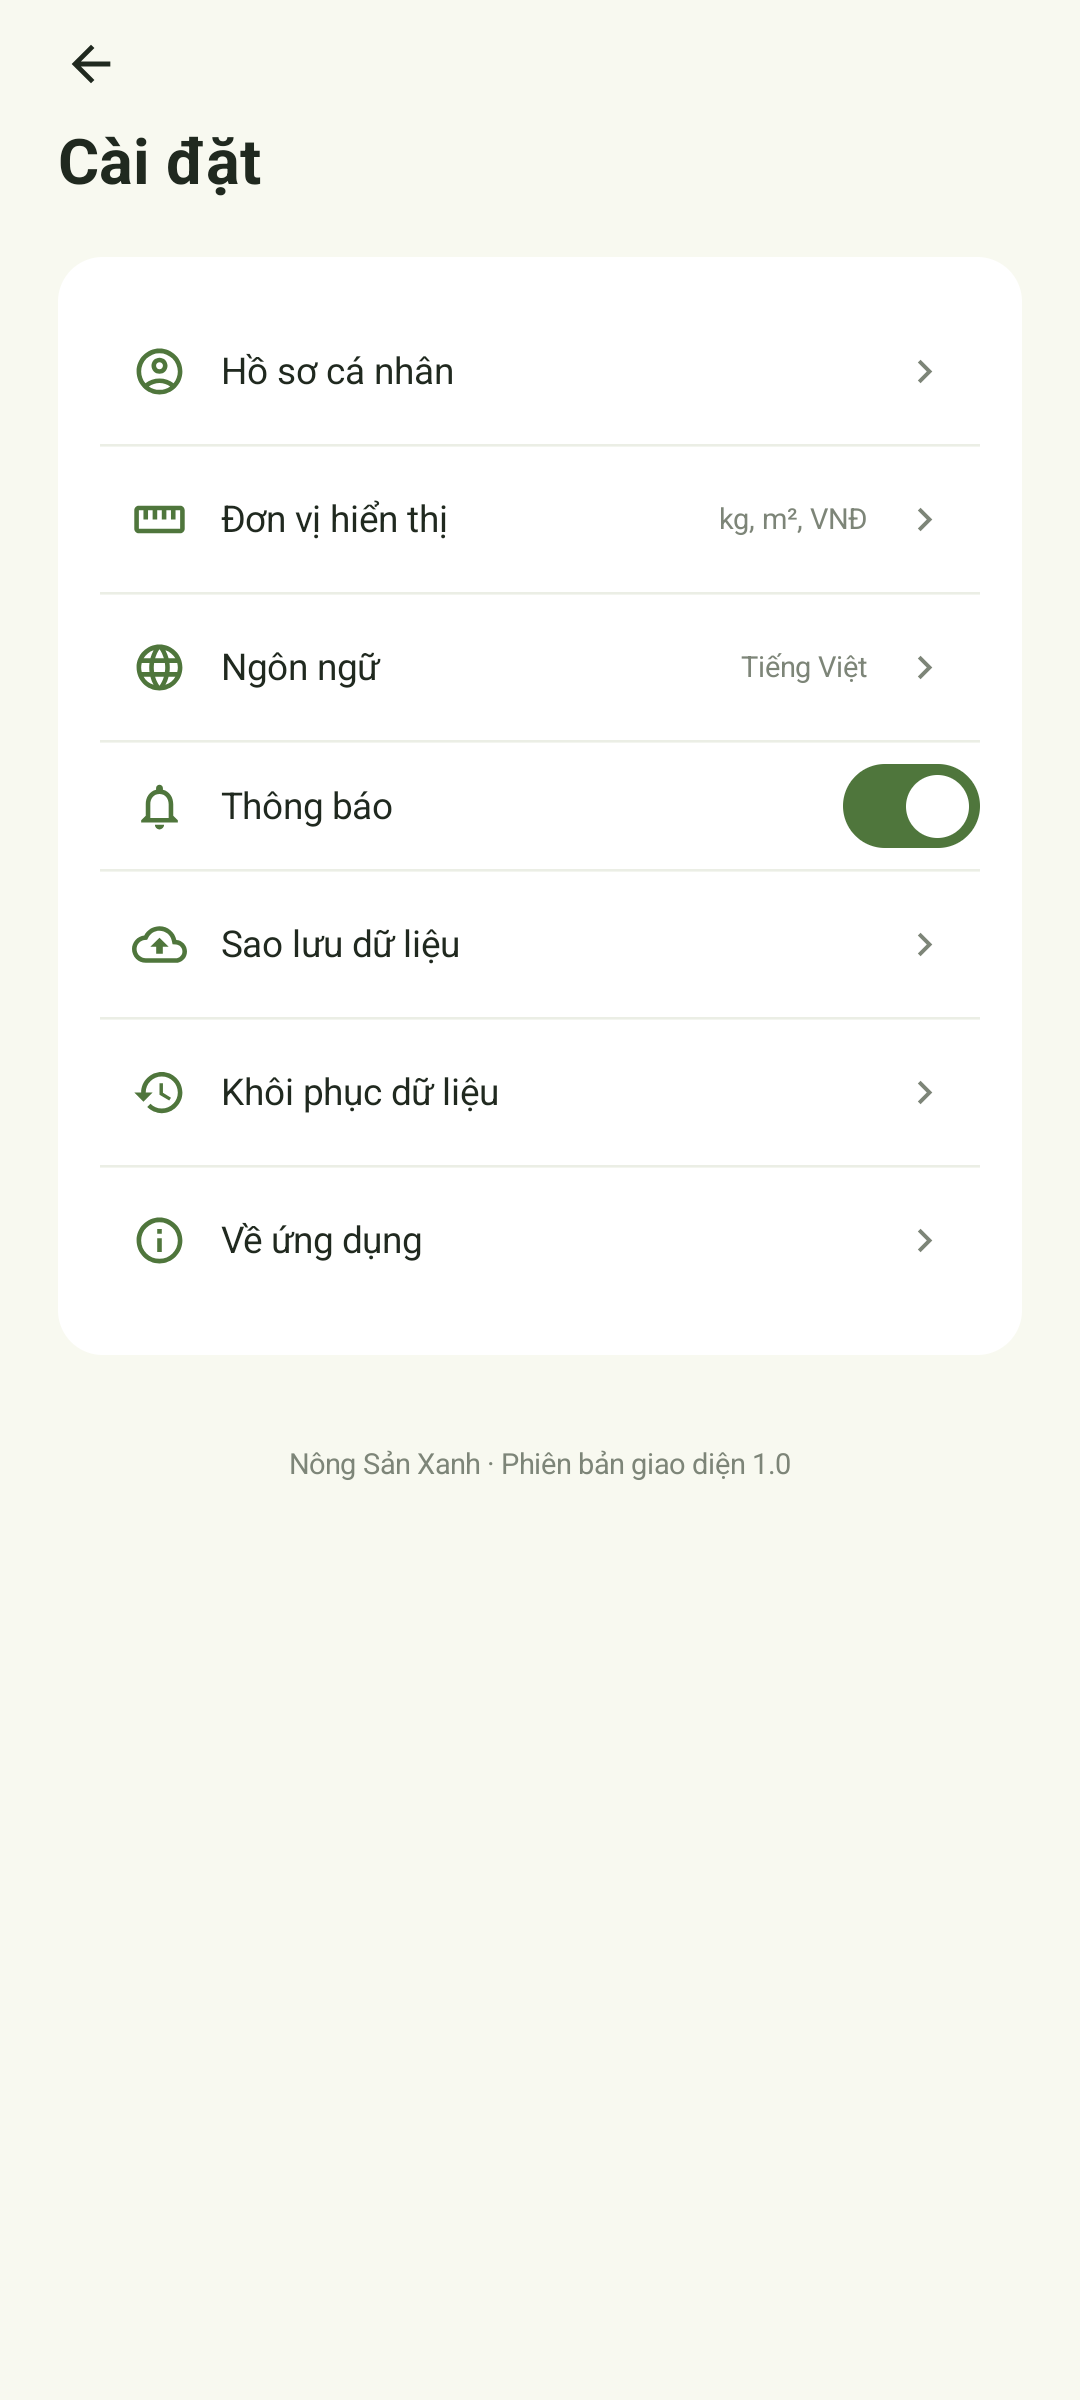 Cài đặt
Hồ sơ cá nhân
Đơn vị hiển thị kg, m², VNĐ
Ngôn ngữ Tiếng Việt
Thông báo
Sao lưu dữ liệu
Khôi phục dữ liệu
Về ứng dụng
Nông Sản Xanh · Phiên bản giao diện 1.0